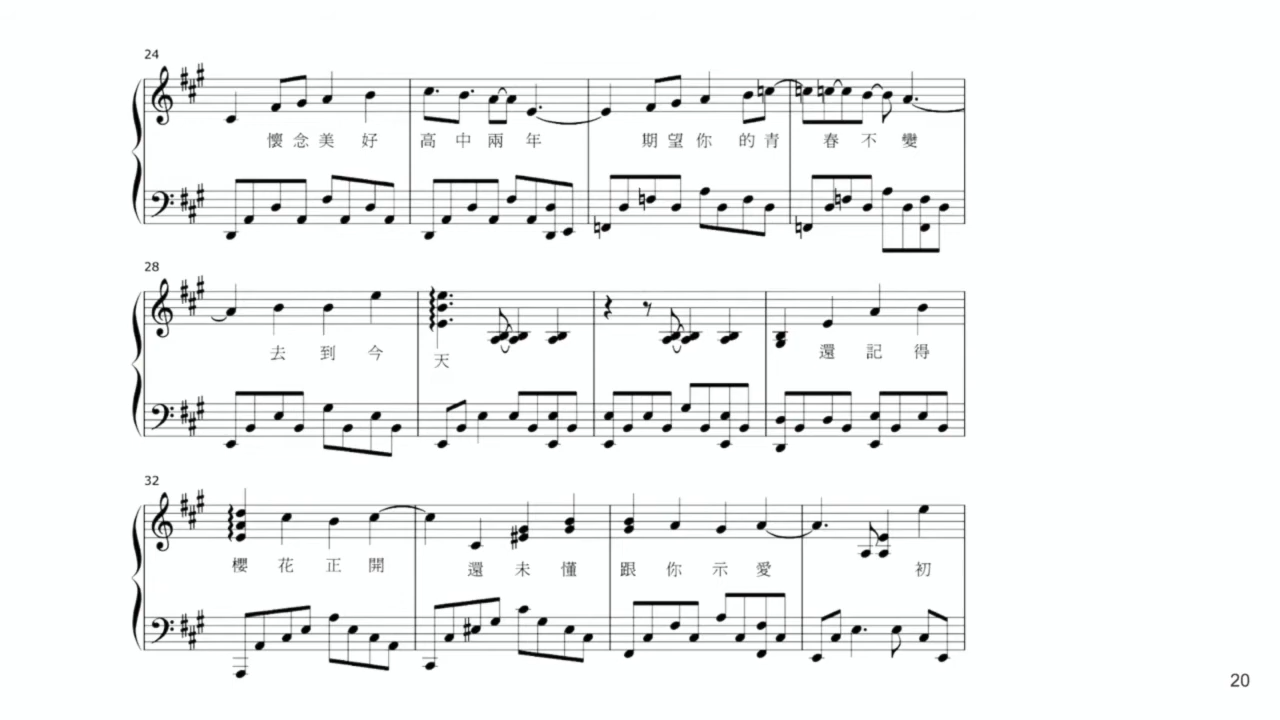 24
懷念美好 高中兩年 期望你的青 春不變
28
去到今 天 還記得
32
櫻花正開 還未懂 跟你示愛 初
20